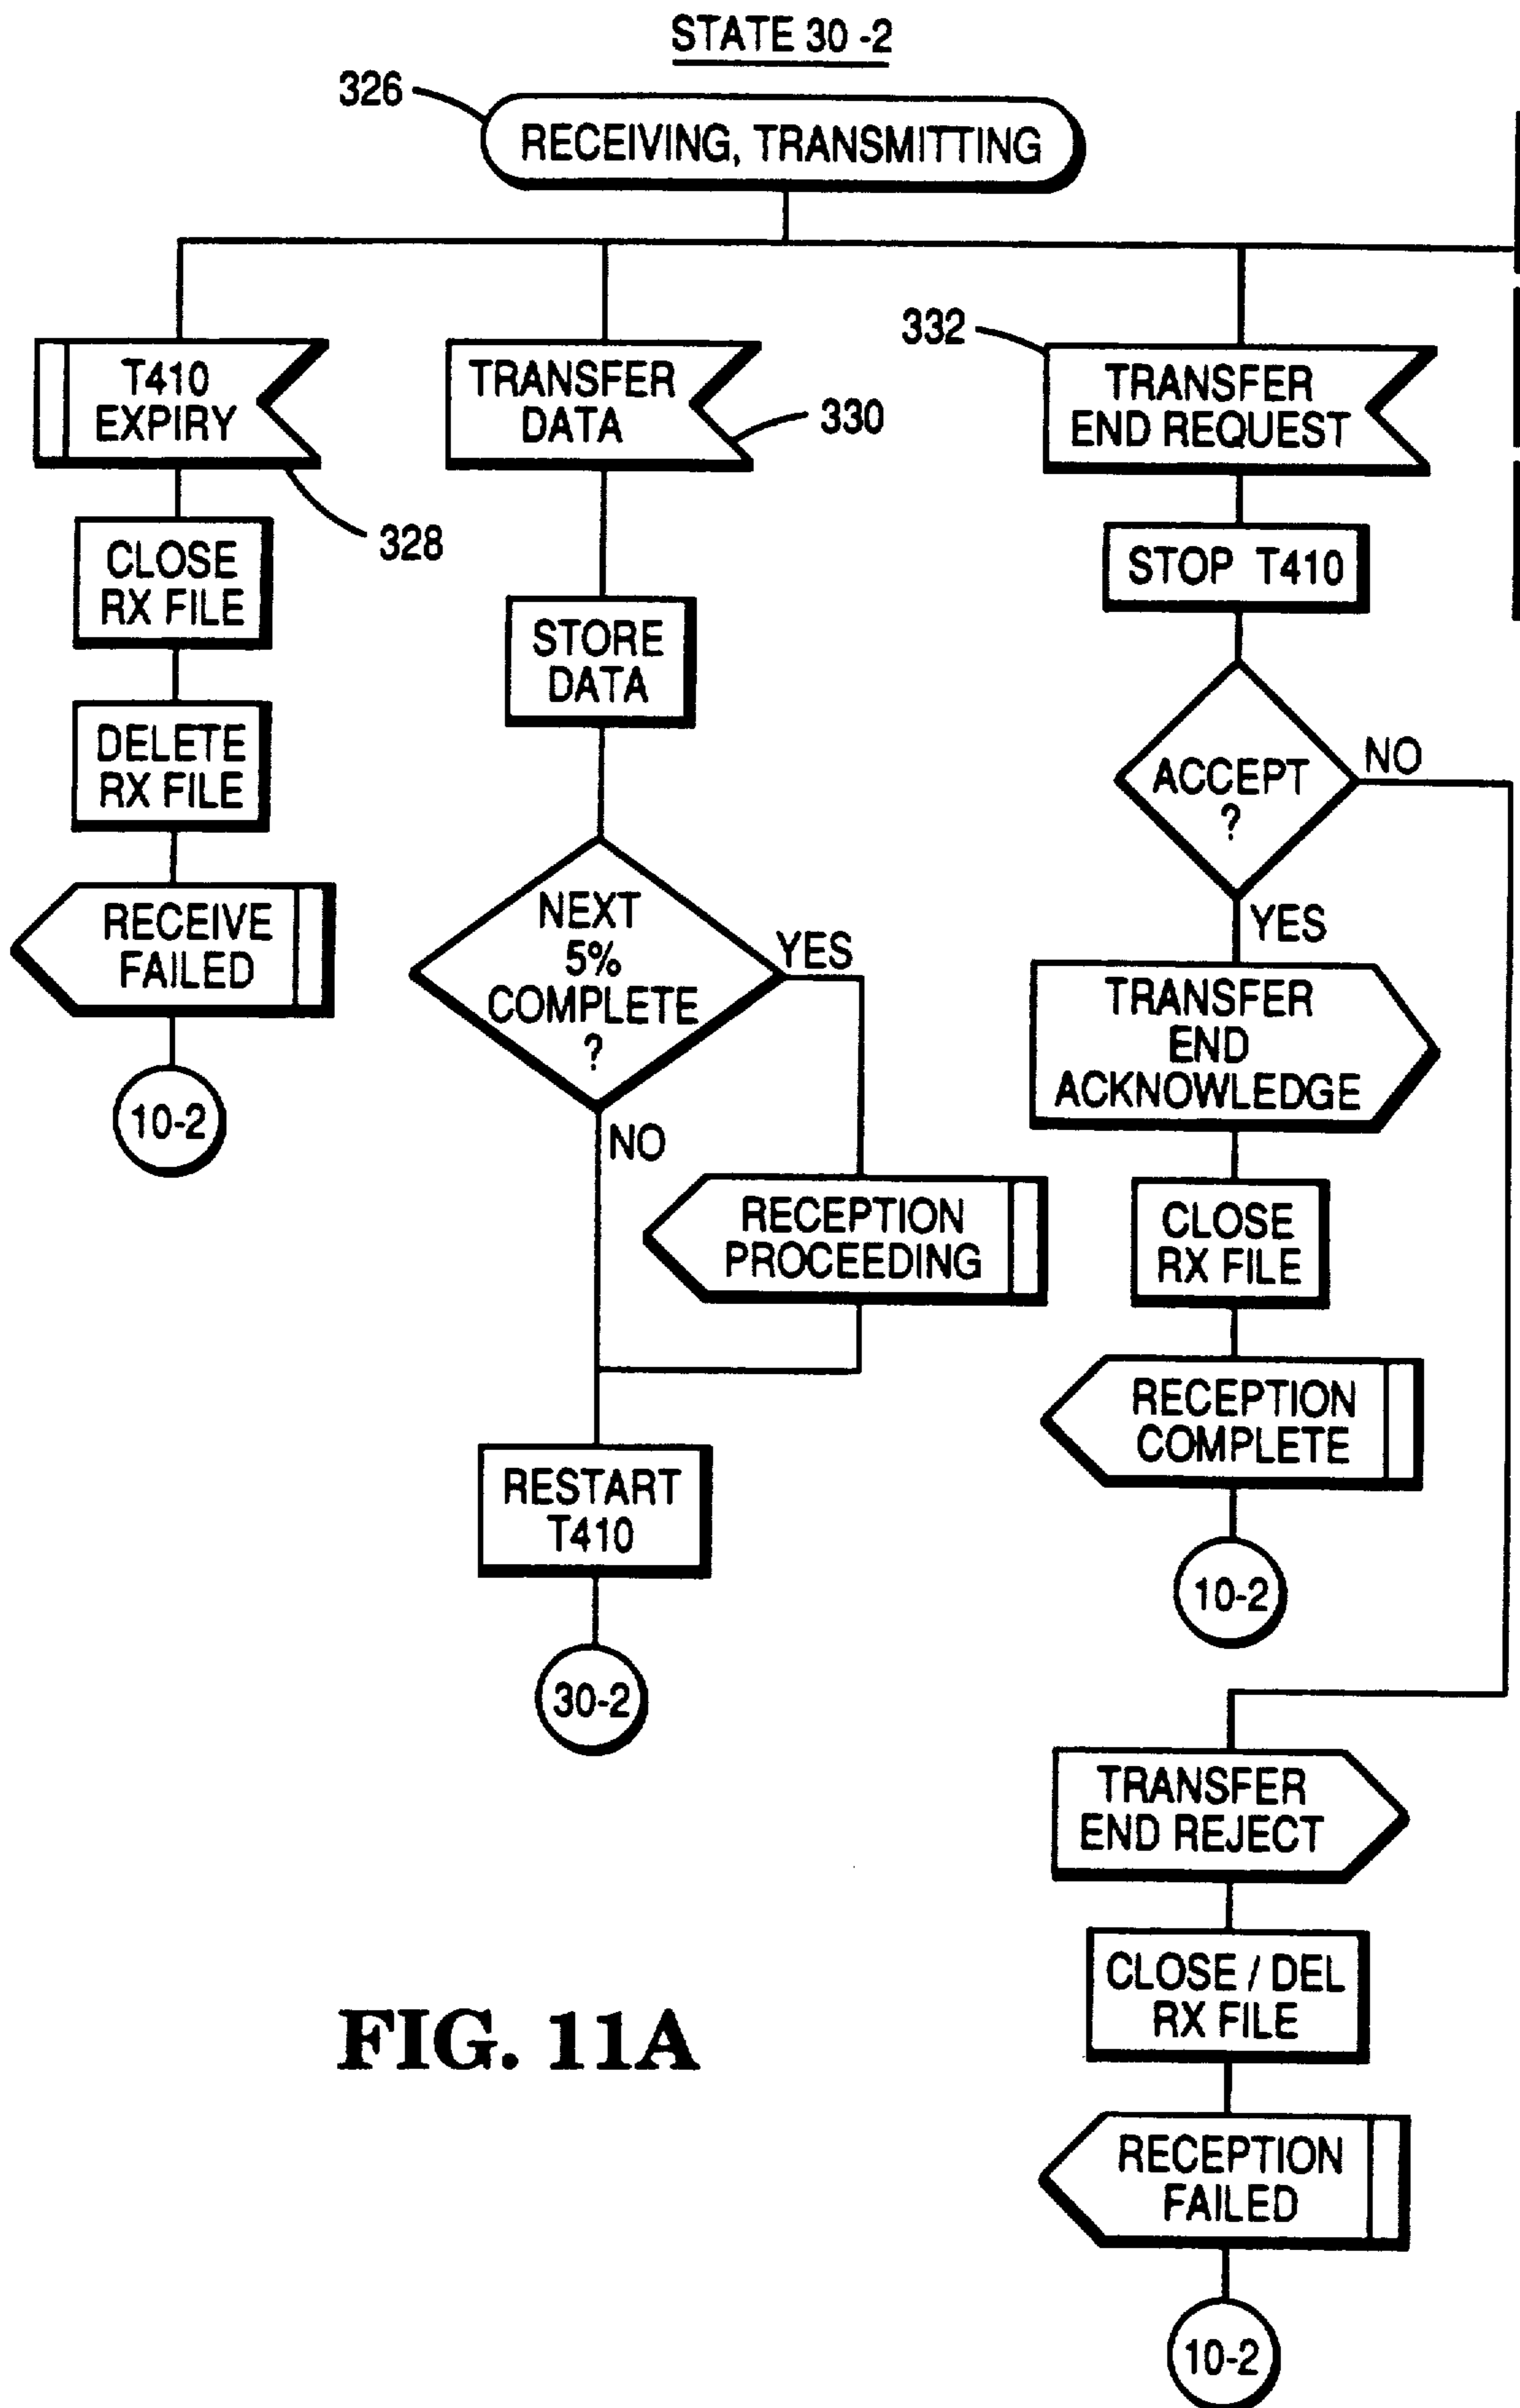 STATE 30-2
326
RECEIVING, TRANSMITTING
T410
EXPIRY
328
CLOSE
RX FILE
DELETE
RX FILE
RECEIVE
FAILED
10-2
TRANSFER
DATA
330
STORE
DATA
NEXT
5%
COMPLETE
?
YES
NO
RECEPTION
PROCEEDING
RESTART
T410
30-2
332
TRANSFER
END REQUEST
STOP T410
ACCEPT
?
NO
YES
TRANSFER
END
ACKNOWLEDGE
CLOSE
RX FILE
RECEPTION
COMPLETE
10-2
TRANSFER
END REJECT
CLOSE / DEL
RX FILE
RECEPTION
FAILED
10-2
FIG. 11A